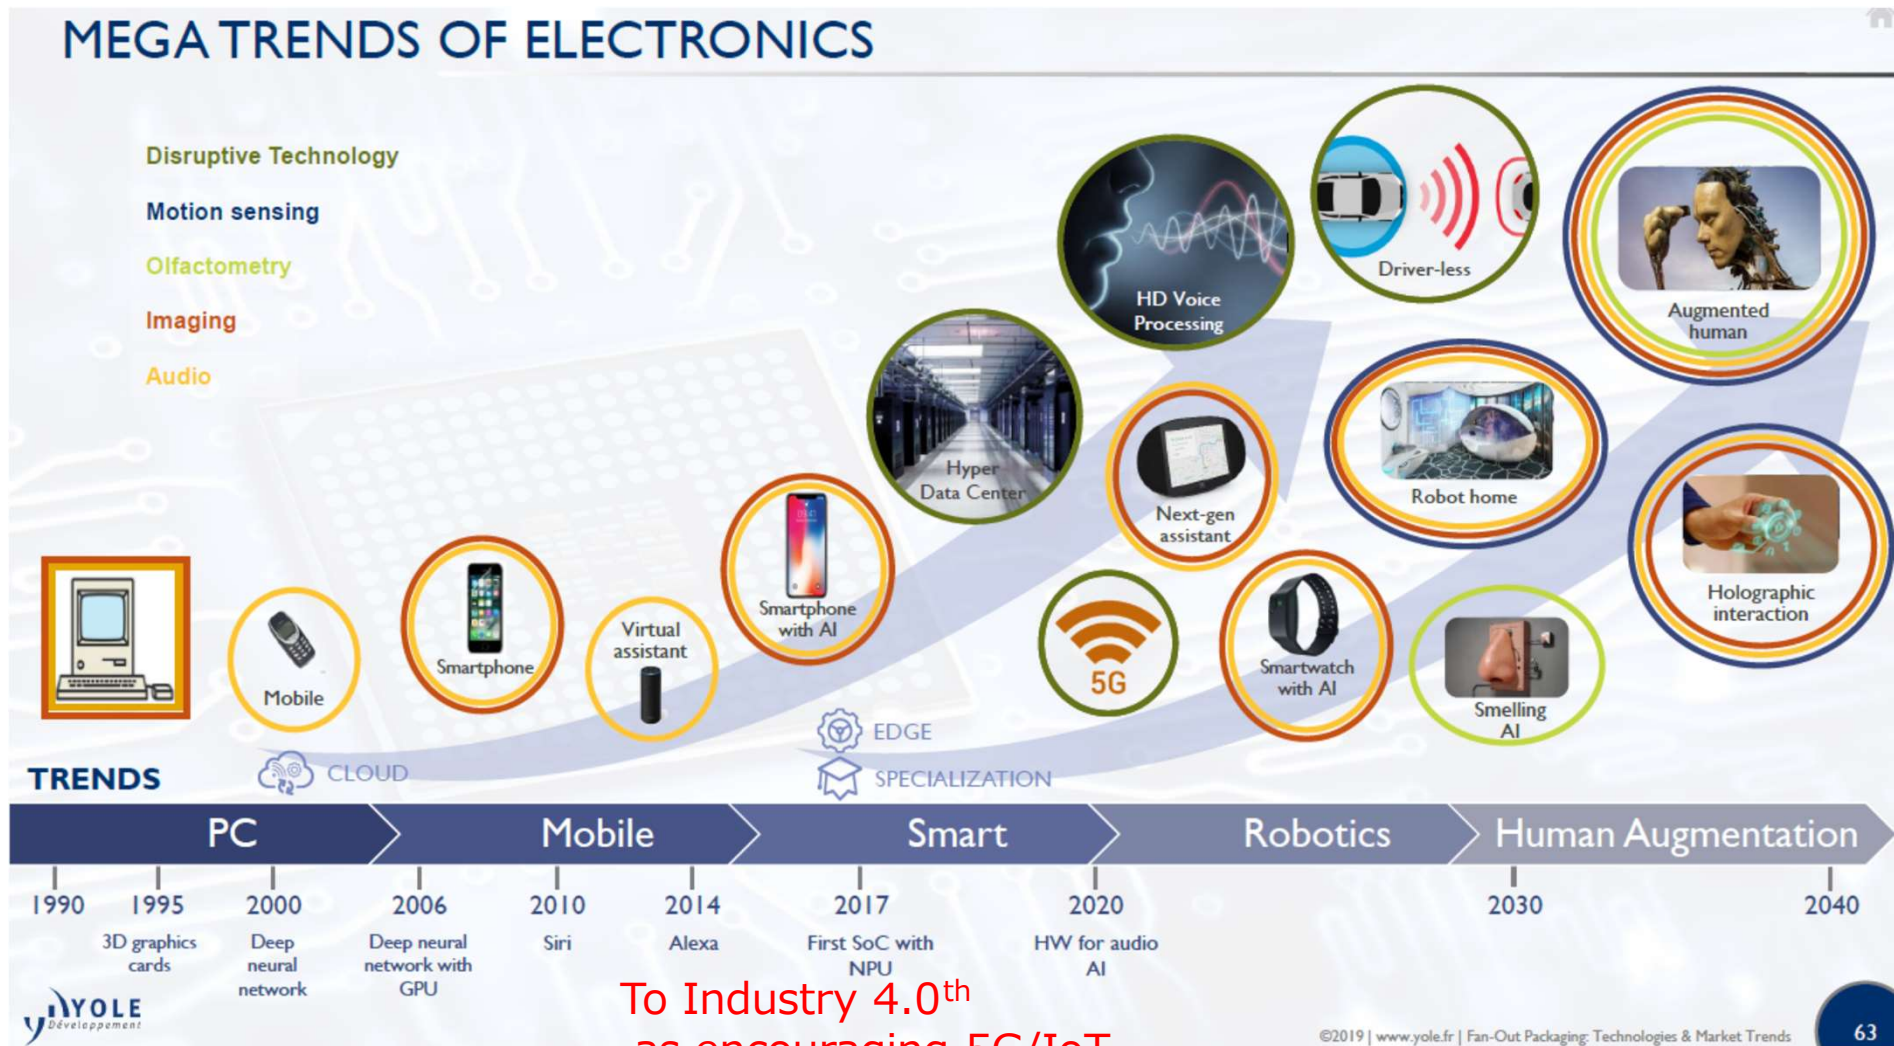 MEGA TRENDS OF ELECTRONICS
Disruptive Technology
Motion sensing
Olfactometry
Imaging
Audio
Driver-less
HD Voice
Processing
Augmented
human
Hyper
Data Center
Next-gen
assistant
Robot home
Holographic
interaction
Smartphone
with AI
Virtual
assistant
Smartphone
Mobile
5G
Smartwatch
with AI
Smelling
AI
EDGE
CLOUD
SPECIALIZATION
TRENDS
PC
Mobile
Smart
Robotics
Human Augmentation
1990
1995
2000
2006
2010
2014
2017
2020
2030
2040
3D graphics
cards
Deep
neural
network
Deep neural
network with
GPU
Siri
Alexa
First SoC with
NPU
HW for audio
AI
To Industry 4.0th
as encouraging 5G/IoT
YOLE
Développement
©2019 | www.yole.fr | Fan-Out Packaging: Technologies & Market Trends
63